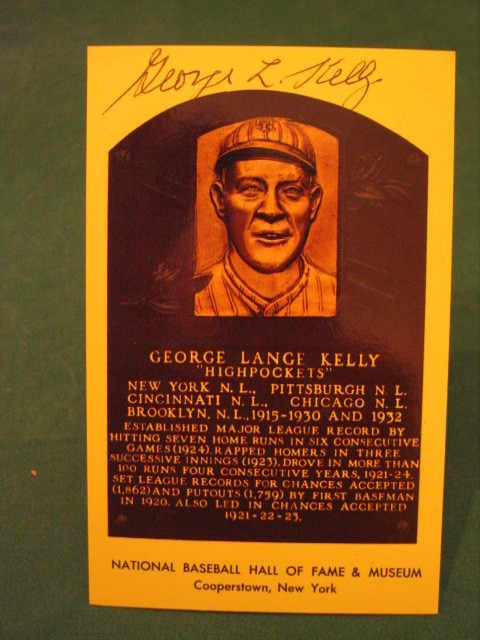 George L. Kelly
GEORGE LANGE KELLY
"HIGHPOCKETS"
NEW YORK N.L., PITTSBURGH N L.
CINCINNATI N.L., CHICAGO N.L.
BROOKLYN, N.L., 1915-1930 AND 1932
ESTABLISHED MAJOR LEAGUE RECORD BY
HITTING SEVEN HOME RUNS IN SIX CONSECUTIVE
GAMES (1924). RAPPED HOMERS IN THREE
SUCCESSIVE INNINGS (1923). DROVE IN MORE THAN
100 RUNS FOUR CONSECUTIVE YEARS, 1921-24.
SET LEAGUE RECORDS FOR CHANCES ACCEPTED
(1,862) AND PUTOUTS (1,759) BY FIRST BASEMAN
IN 1920. ALSO LED IN CHANCES ACCEPTED
1921-22-23.
NATIONAL BASEBALL HALL OF FAME & MUSEUM
Cooperstown, New York